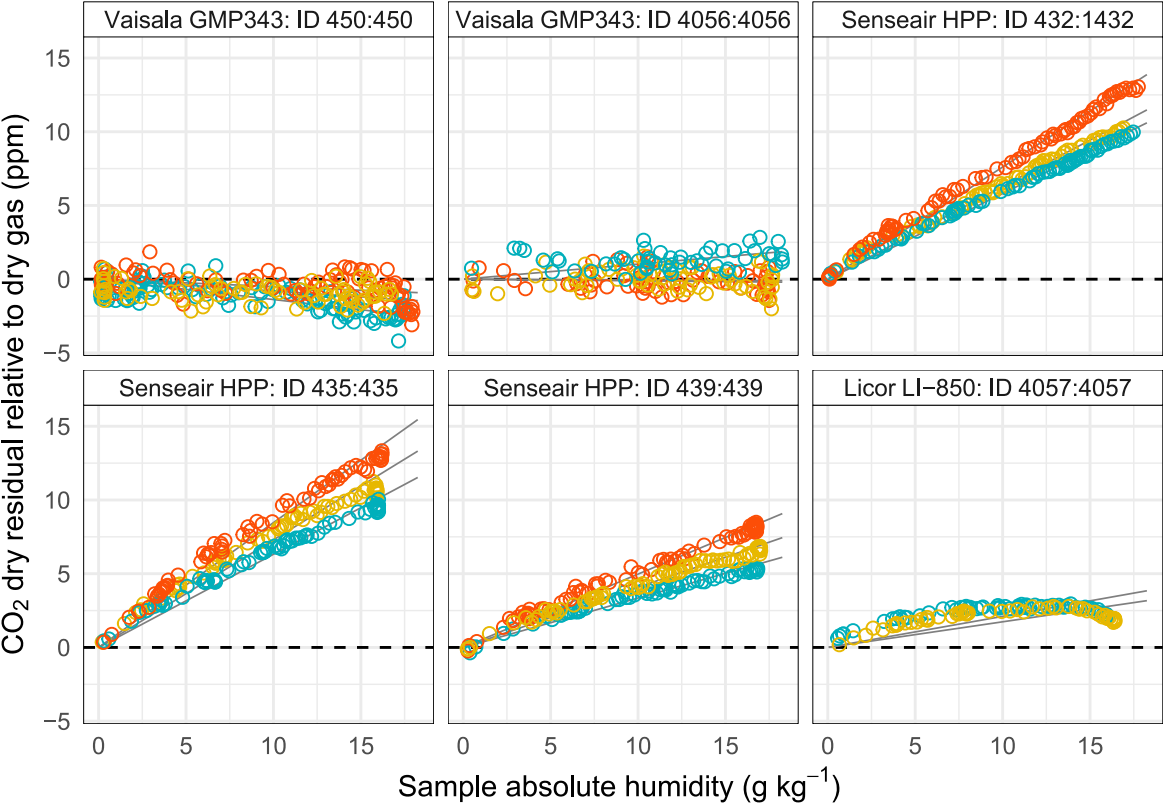 Vaisala GMP343: ID 450:450
Vaisala GMP343: ID 4056:4056
Senseair HPP: ID 432:1432
15
10
5
0
−5
Senseair HPP: ID 435:435
Senseair HPP: ID 439:439
Licor LI−850: ID 4057:4057
15
10
5
0
−5
0 5 10 15
0 5 10 15
0 5 10 15
CO₂ dry residual relative to dry gas (ppm)
Sample absolute humidity (g kg⁻¹)